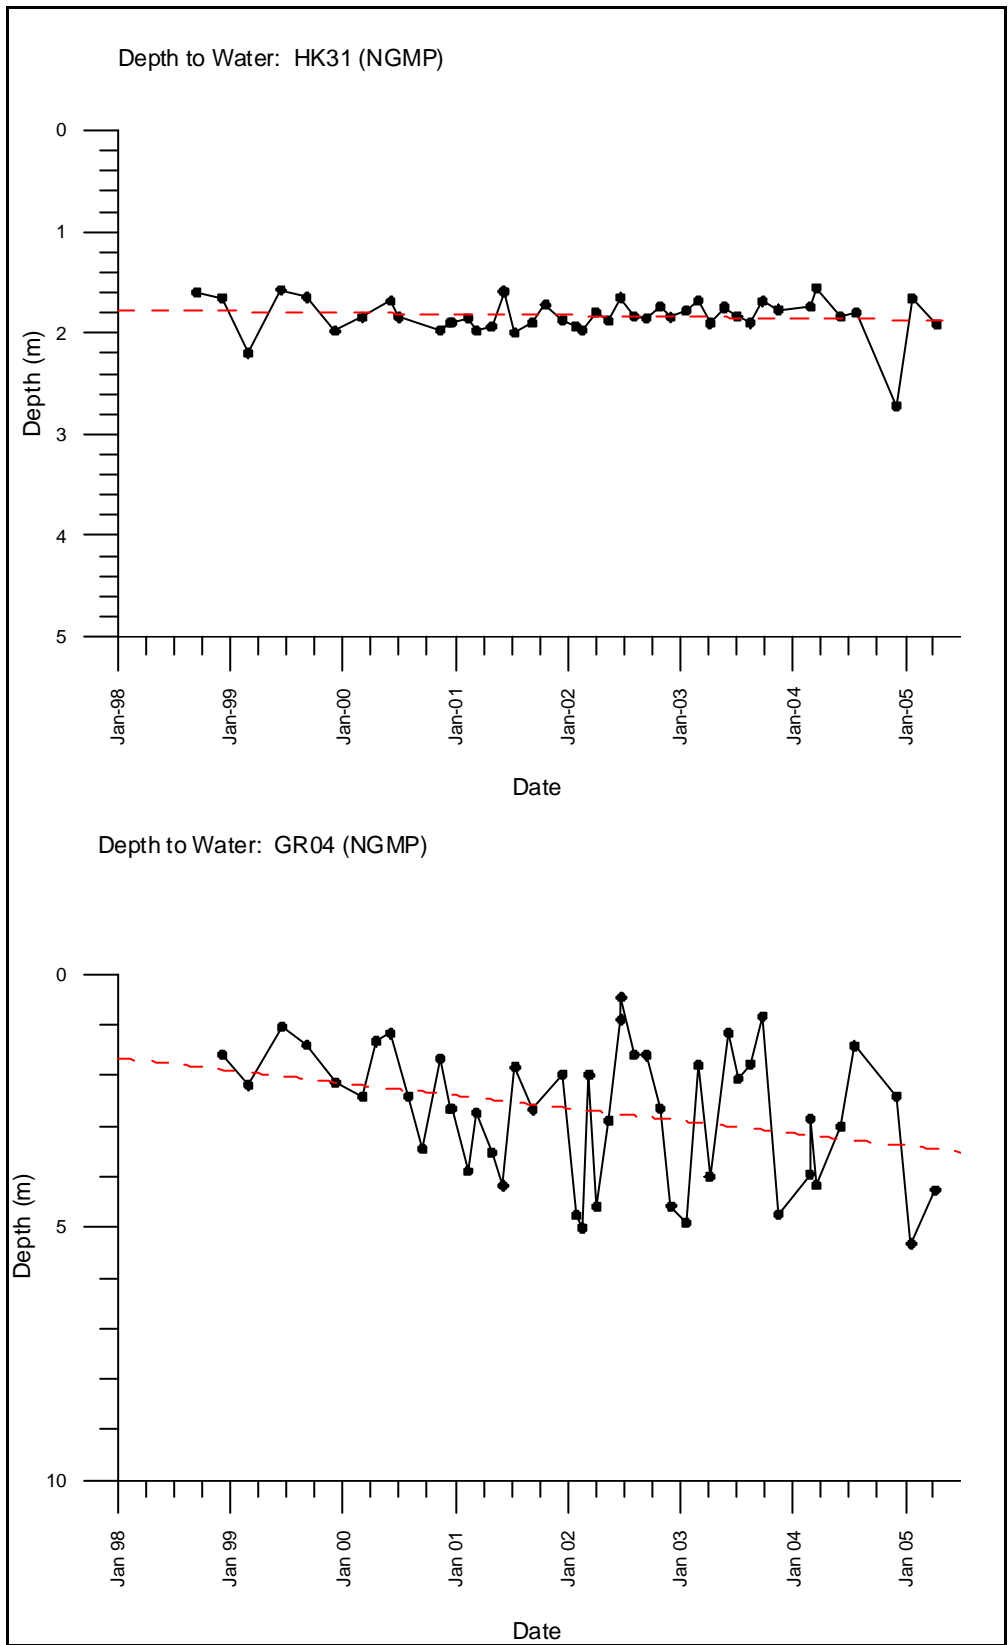 Depth to Water: HK31 (NGMP)
0
1
2
3
4
5
Depth (m)
Jan-98
Jan-99
Jan-00
Jan-01
Jan-02
Jan-03
Jan-04
Jan-05
Date
Depth to Water: GR04 (NGMP)
0
5
10
Depth (m)
Jan 98
Jan 99
Jan 00
Jan 01
Jan 02
Jan 03
Jan 04
Jan 05
Date